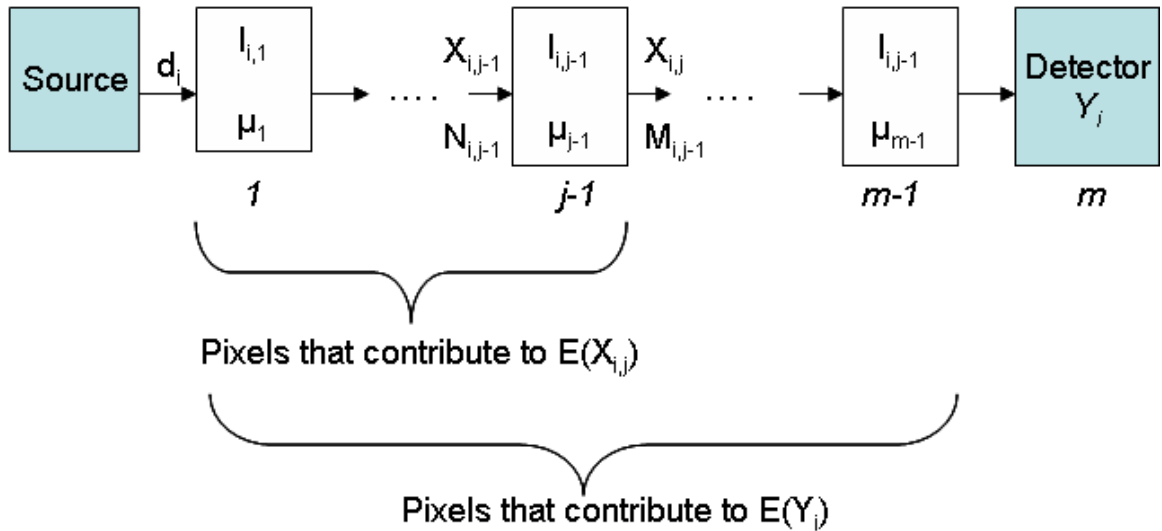 Source
d_i
l_{i,1}
μ_1
X_{i,j-1}
....
N_{i,j-1}
l_{i,j-1}
μ_{j-1}
X_{i,j}
....
M_{i,j-1}
l_{i,j-1}
μ_{m-1}
Detector
Y_i
1
j-1
m-1
m
Pixels that contribute to E(X_{i,j})
Pixels that contribute to E(Y_i)